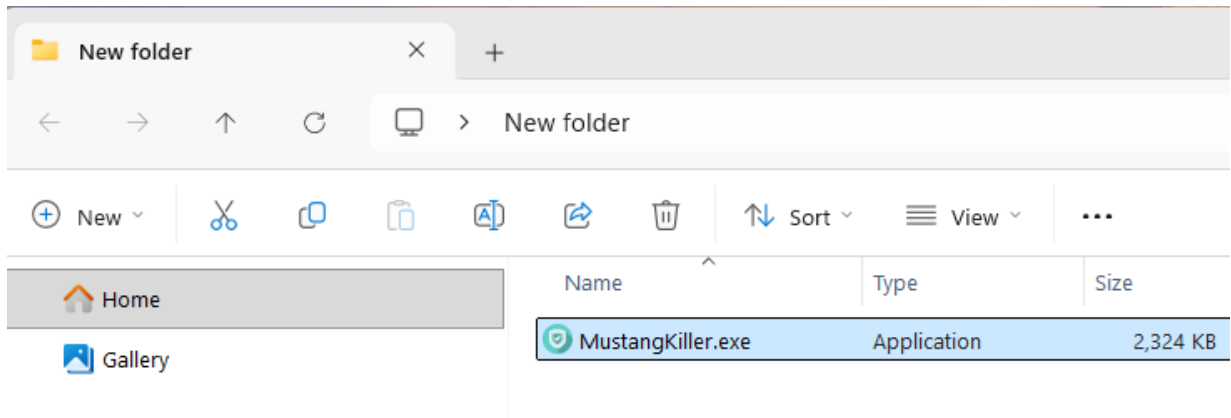 New folder
New folder
New Sort View
Home
Gallery
Name Type Size
MustangKiller.exe Application 2,324 KB